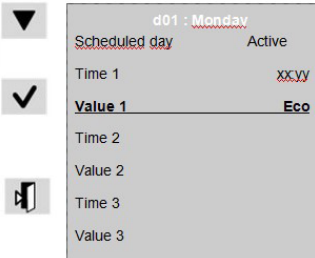 d01 : Monday
Scheduled day Active
Time 1 xx:yy
Value 1 Eco
Time 2
Value 2
Time 3
Value 3